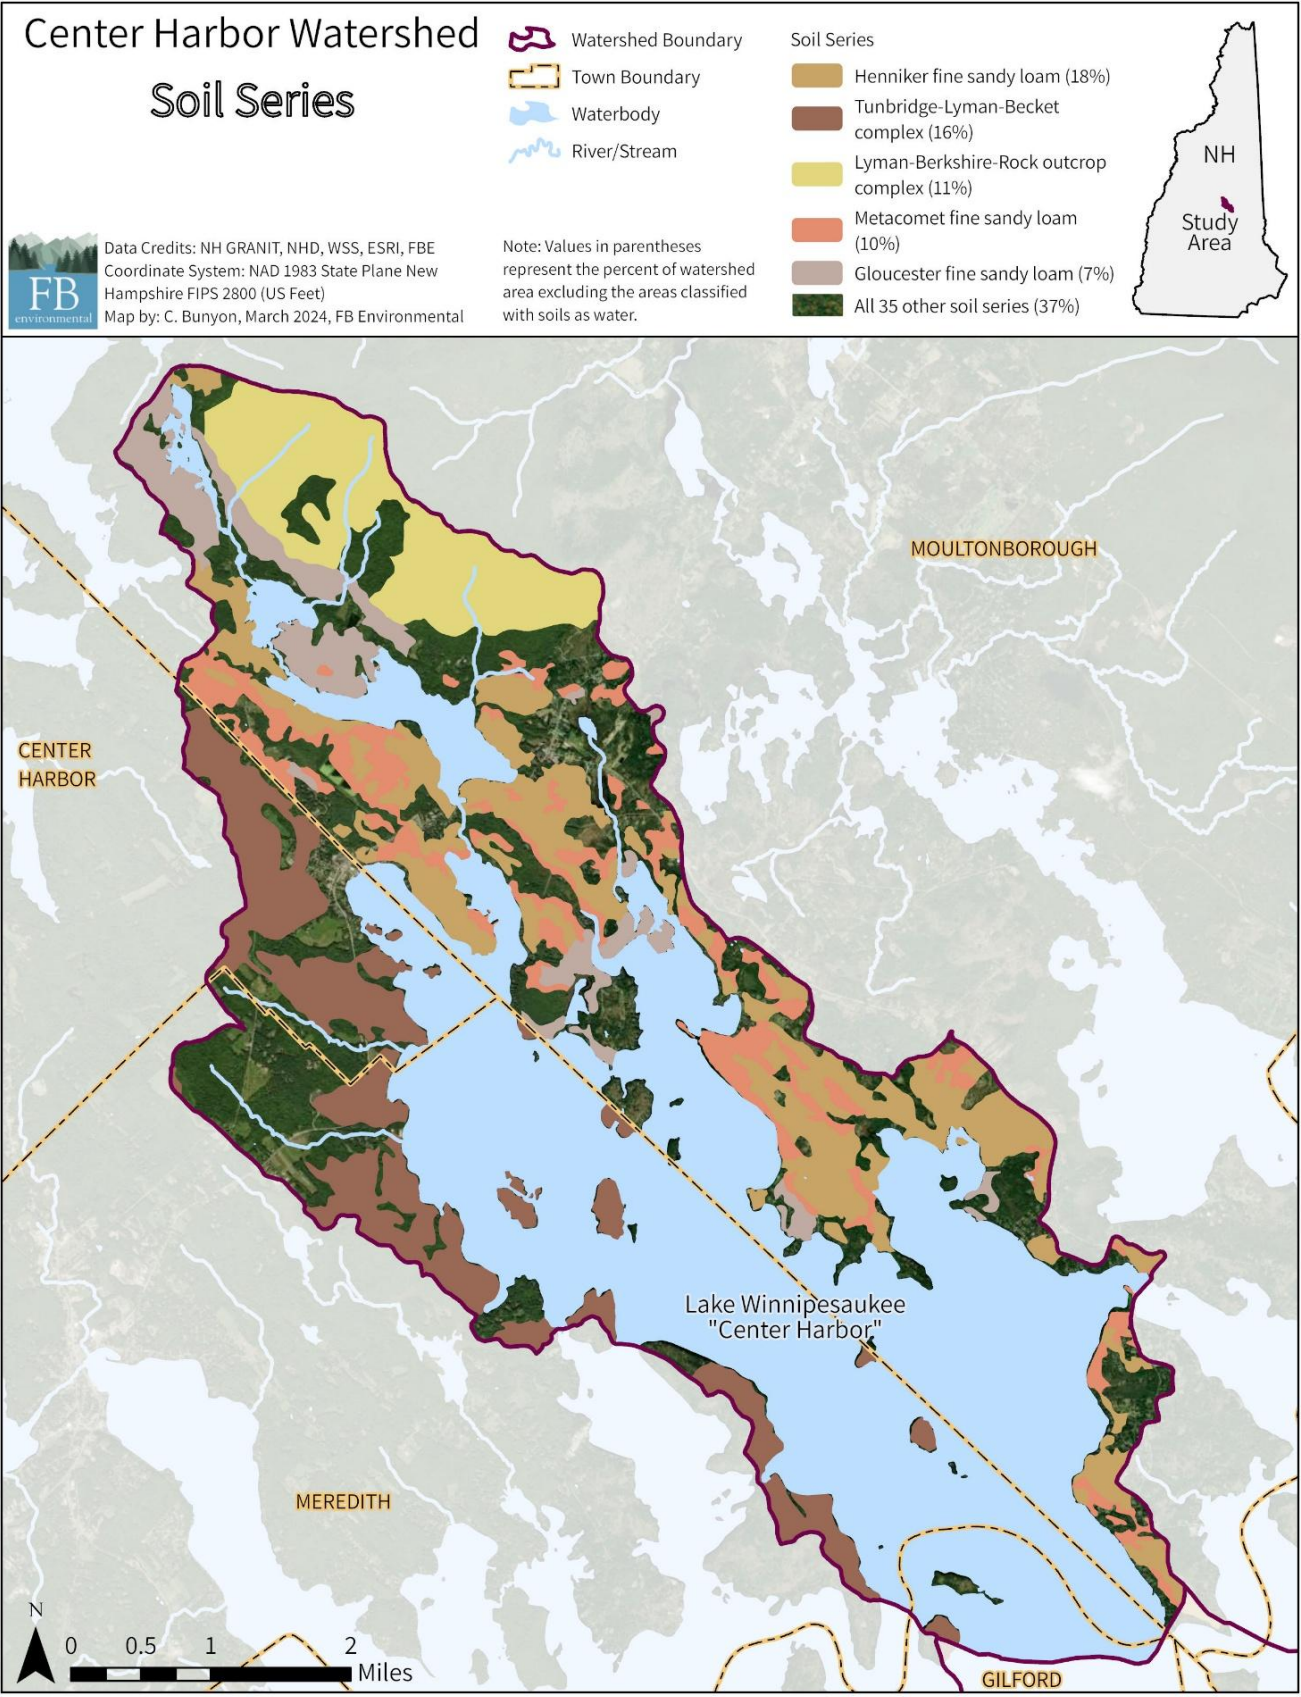 Center Harbor Watershed
Soil Series
Watershed Boundary
Town Boundary
Waterbody
River/Stream
Soil Series
Henniker fine sandy loam (18%)
Tunbridge-Lyman-Becket
complex (16%)
Lyman-Berkshire-Rock outcrop
complex (11%)
Metacomet fine sandy loam
(10%)
Gloucester fine sandy loam (7%)
All 35 other soil series (37%)
NH
Study
Area
FB
environmental
Data Credits: NH GRANIT, NHD, WSS, ESRI, FBE
Coordinate System: NAD 1983 State Plane New
Hampshire FIPS 2800 (US Feet)
Map by: C. Bunyon, March 2024, FB Environmental
Note: Values in parentheses
represent the percent of watershed
area excluding the areas classified
with soils as water.
MOULTONBOROUGH
CENTER
HARBOR
Lake Winnipesaukee
"Center Harbor"
MEREDITH
GILFORD
N
0 0.5 1 2
Miles